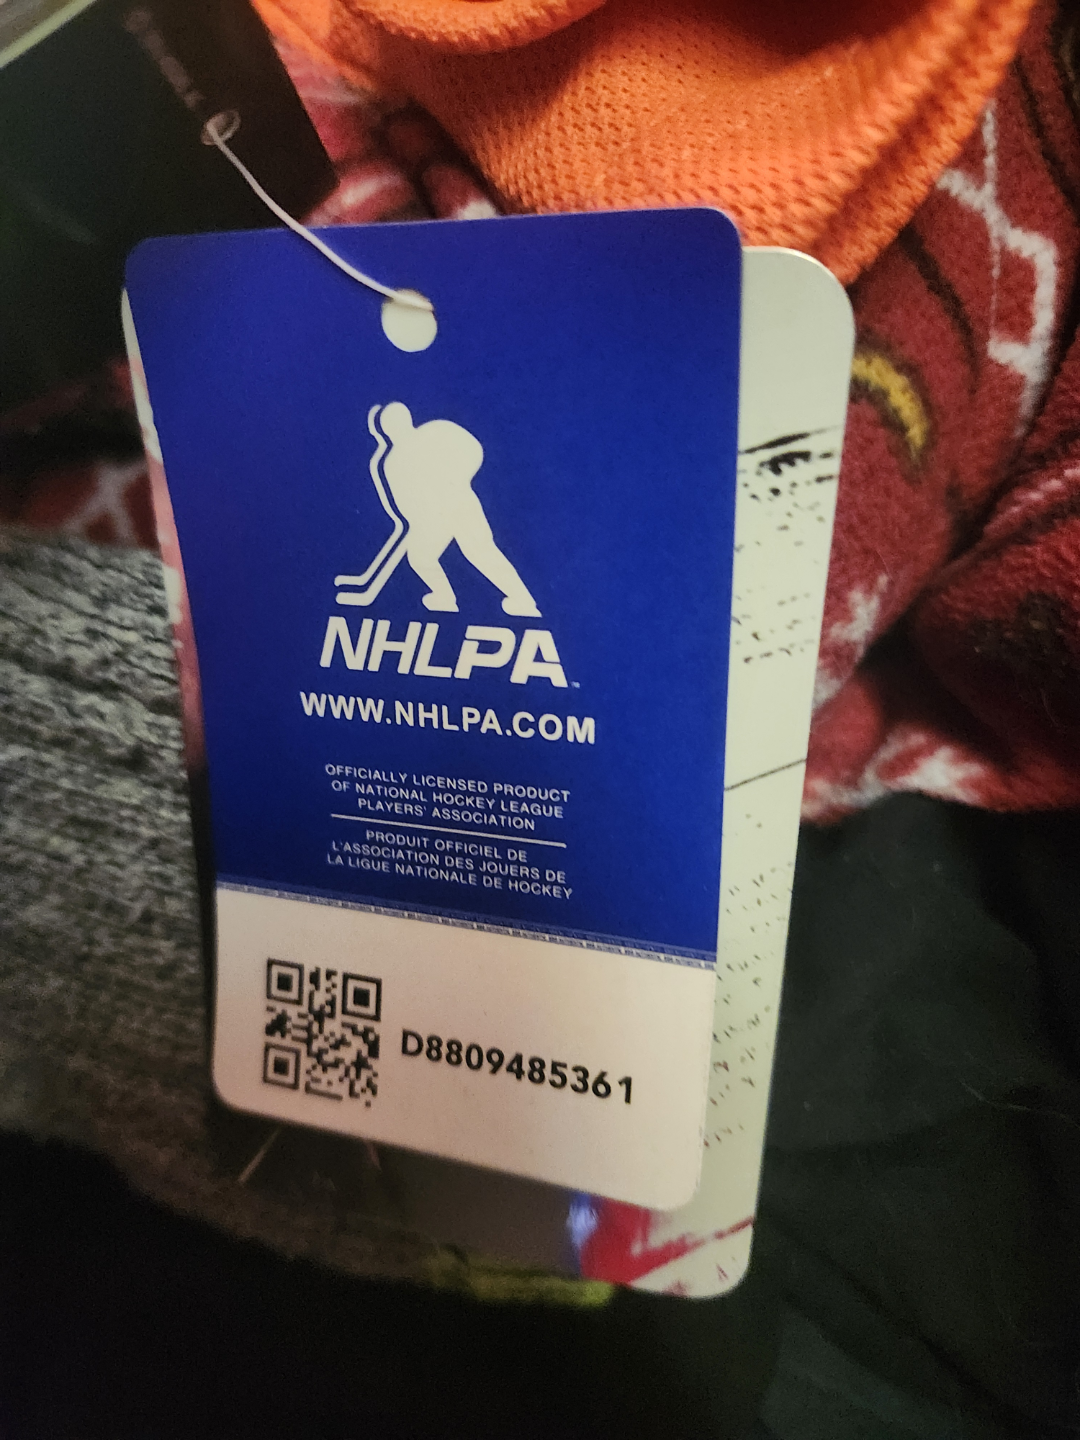 NHLPA™
WWW.NHLPA.COM
OFFICIALLY LICENSED PRODUCT
OF NATIONAL HOCKEY LEAGUE
PLAYERS' ASSOCIATION
PRODUIT OFFICIEL DE
L'ASSOCIATION DES JOUERS DE
LA LIGUE NATIONALE DE HOCKEY
D8809485361